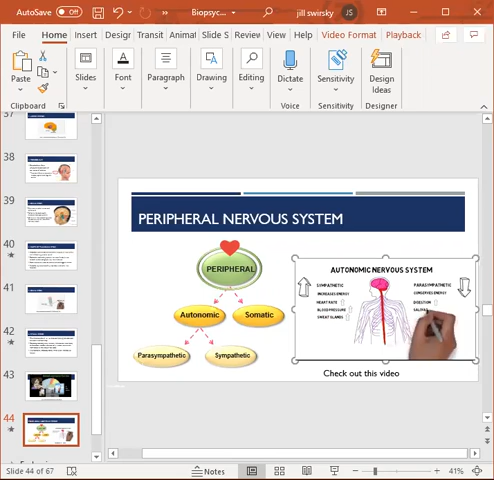 AutoSave Off Biopsyc... jill swirsky JS
File Home Insert Design Transit Animat Slide S Review View Help Video Format Playback
Paste Slides Font Paragraph Drawing Editing Dictate Sensitivity Design Ideas
Clipboard Voice Sensitivity Designer
37
38
39
40
41
42
43
44
PERIPHERAL NERVOUS SYSTEM
PERIPHERAL
Autonomic Somatic
Parasympathetic Sympathetic
AUTONOMIC NERVOUS SYSTEM
SYMPATHETIC
INCREASES ENERGY
HEART RATE
BLOOD PRESSURE
SWEAT GLANDS
PARASYMPATHETIC
CONSERVES ENERGY
DIGESTION
SALIVA
Check out this video
Slide 44 of 67 Notes 41%